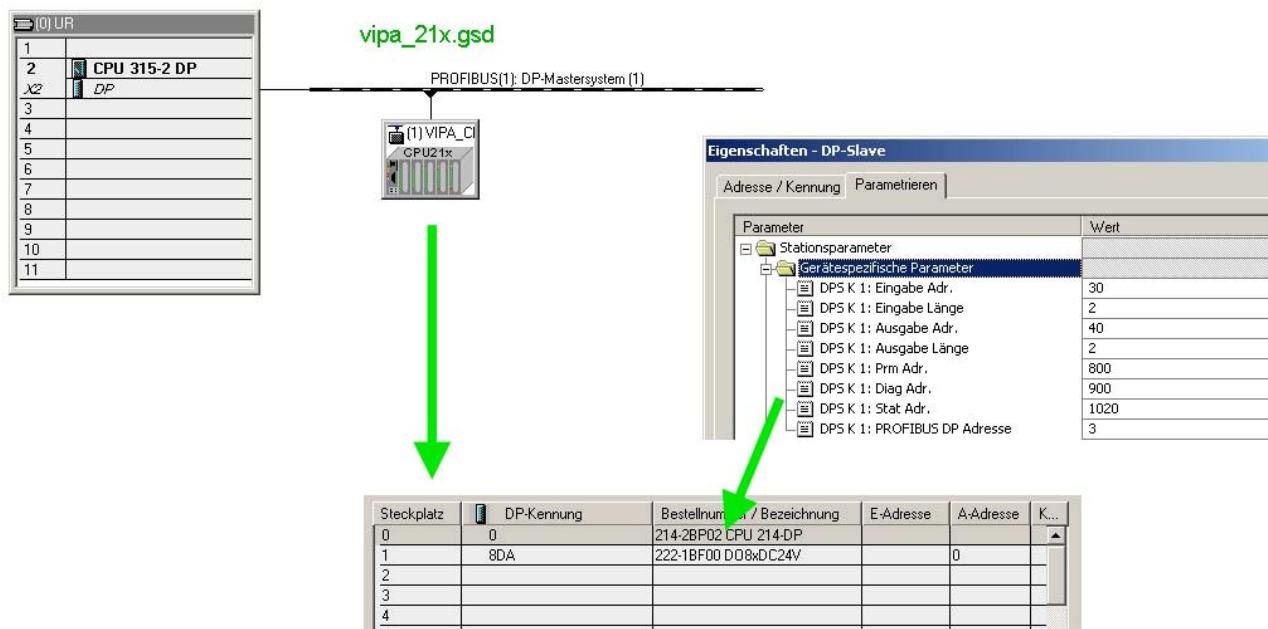 (0) UR
1
2 CPU 315-2 DP
X2 DP
3
4
5
6
7
8
9
10
11
vipa_21x.gsd
PROFIBUS(1): DP-Mastersystem (1)
(1) VIPA_CI
CPU21x
Eigenschaften - DP-Slave
Adresse / Kennung Parametrieren
Parameter Wert
Stationsparameter
Gerätespezifische Parameter
DPS K 1: Eingabe Adr. 30
DPS K 1: Eingabe Länge 2
DPS K 1: Ausgabe Adr. 40
DPS K 1: Ausgabe Länge 2
DPS K 1: Prm Adr. 800
DPS K 1: Diag Adr. 900
DPS K 1: Stat Adr. 1020
DPS K 1: PROFIBUS DP Adresse 3
Steckplatz DP-Kennung / Bezeichnung E-Adresse A-Adresse K...
0 0 214-2BP02 CPU 214-DP
1 8DA 222-1BF00 DO8xDC24V 0
2
3
4